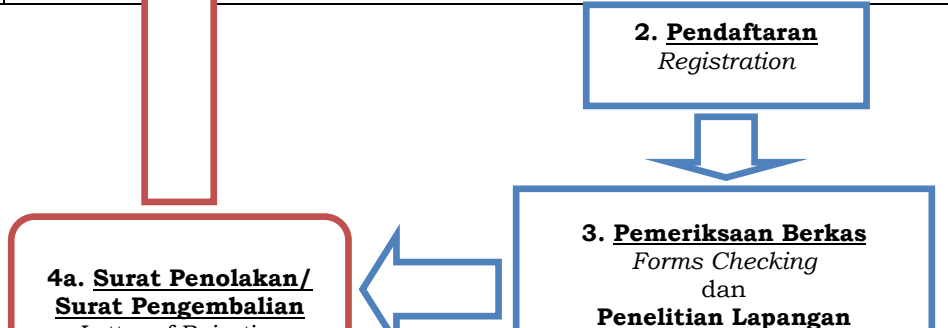 2. Pendaftaran
Registration
3. Pemeriksaan Berkas
Forms Checking
dan
Penelitian Lapangan
4a. Surat Penolakan/
Surat Pengembalian